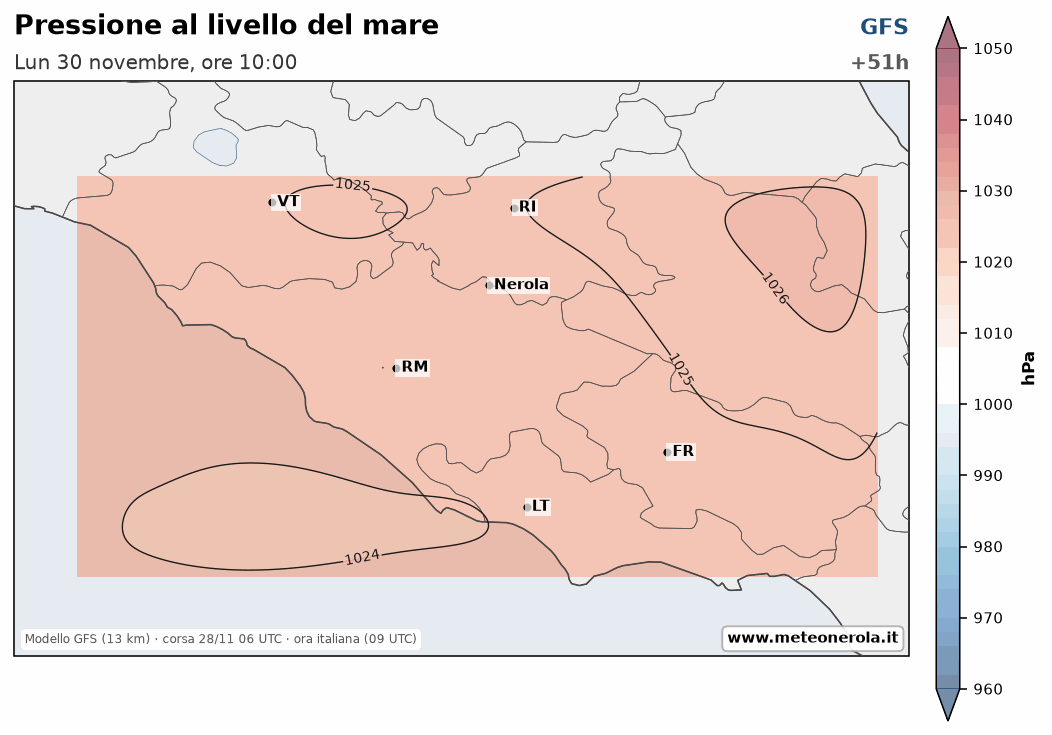 Pressione al livello del mare
GFS
Lun 30 novembre, ore 10:00
+51h
1025
VT
RI
Nerola
1026
RM
1025
FR
LT
1024
Modello GFS (13 km) · corsa 28/11 06 UTC · ora italiana (09 UTC)
www.meteonerola.it
1050
1040
1030
1020
1010
1000
990
980
970
960
hPa